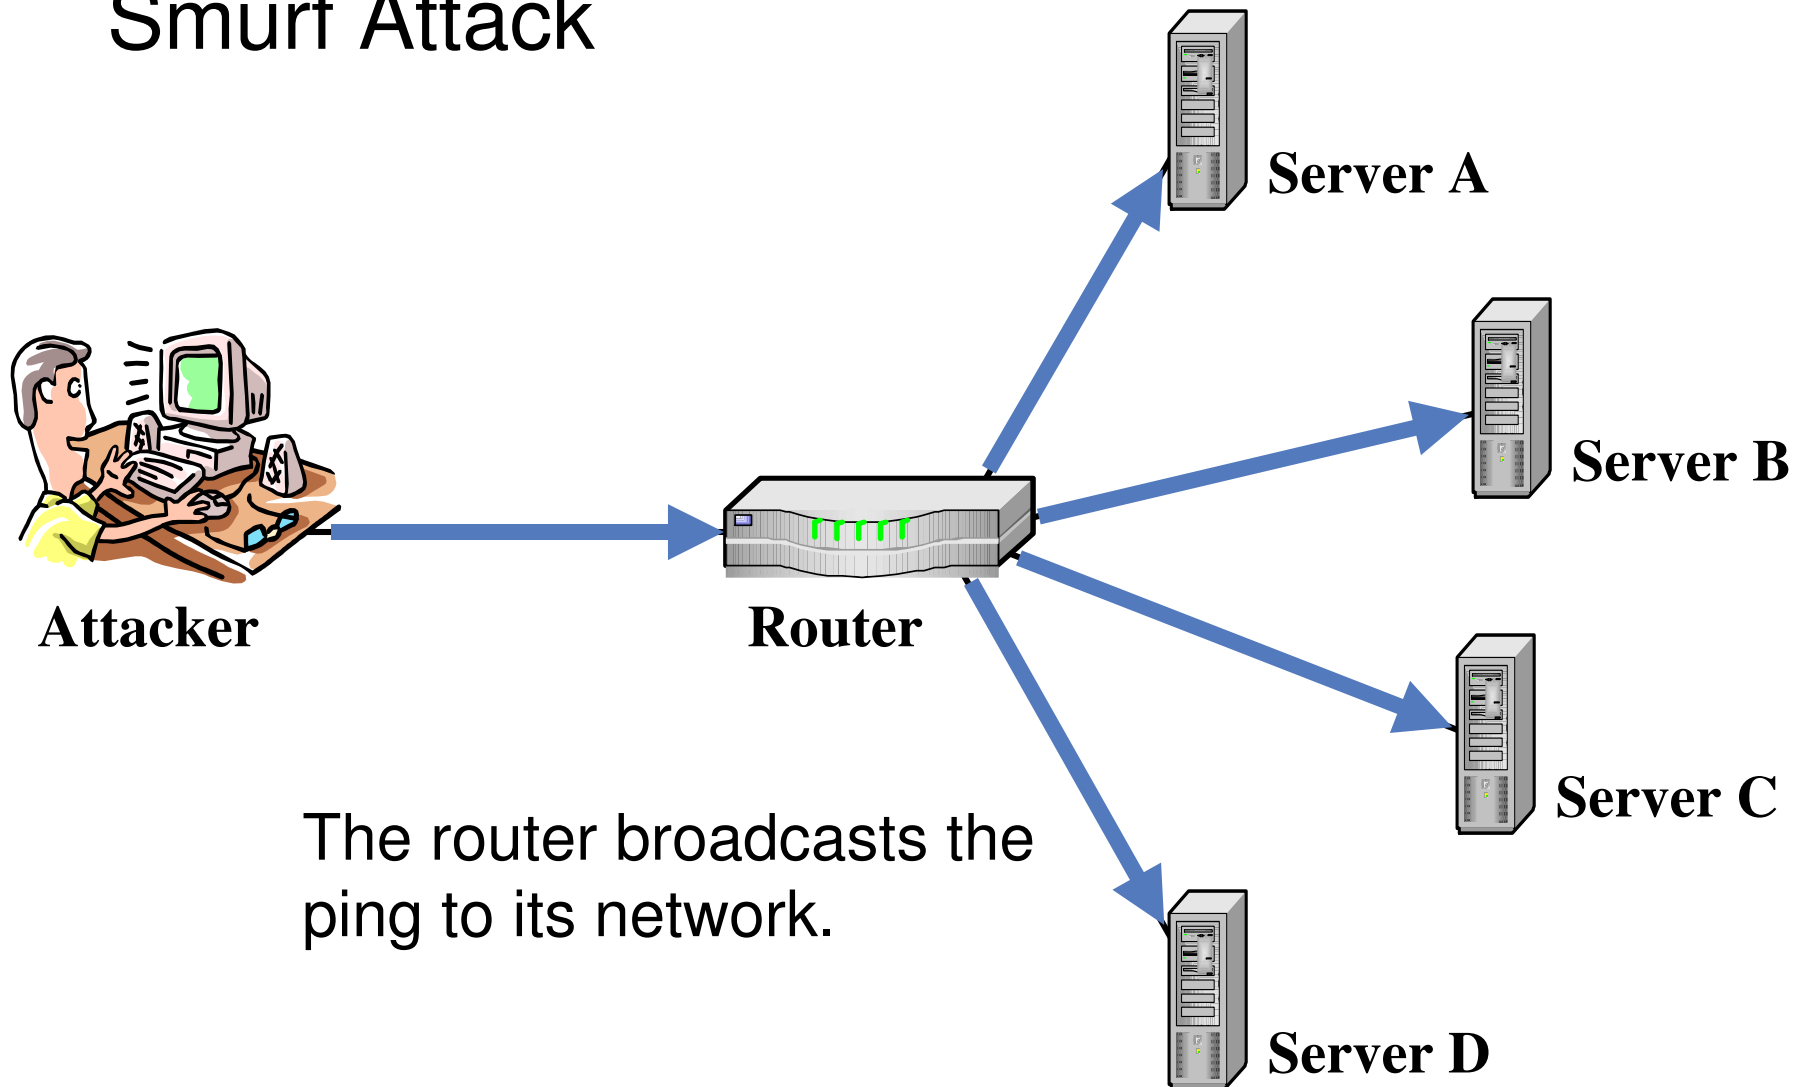 Smurf Attack
Server A
Server B
Attacker
Router
Server C
The router broadcasts the
ping to its network.
Server D